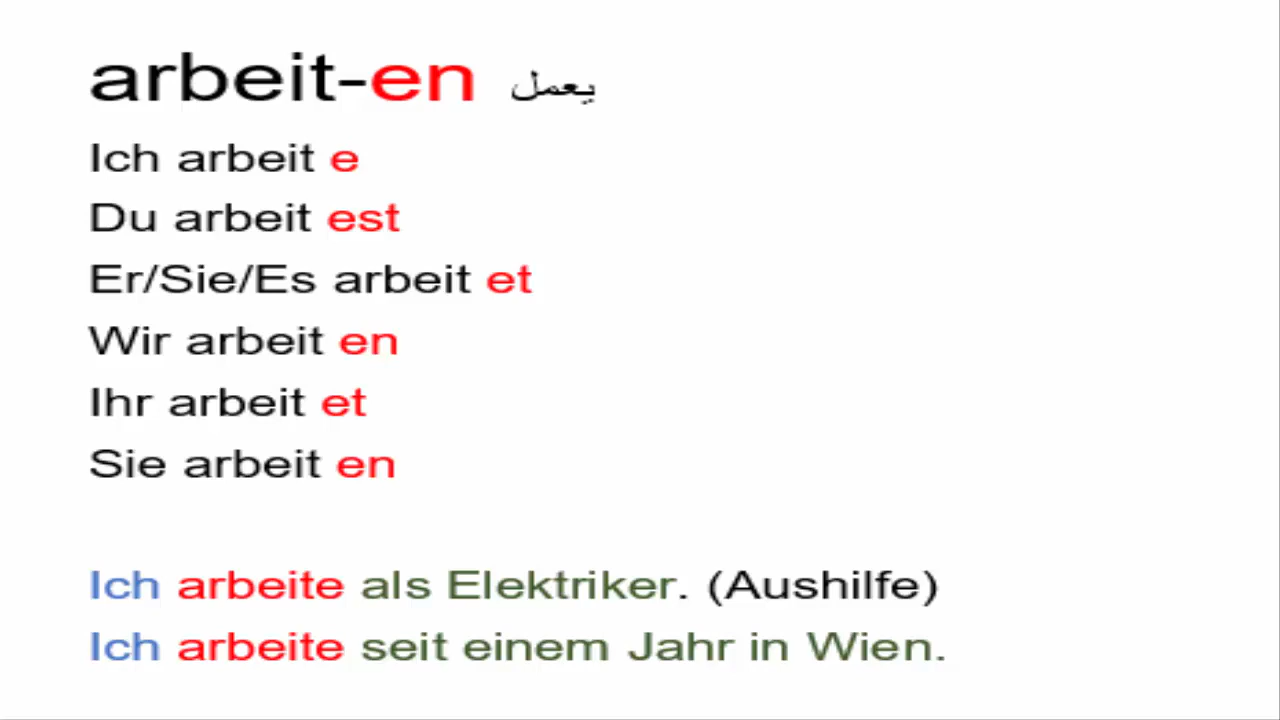 arbeit-en يعمل
Ich arbeit e
Du arbeit est
Er/Sie/Es arbeit et
Wir arbeit en
Ihr arbeit et
Sie arbeit en
Ich arbeite als Elektriker. (Aushilfe)
Ich arbeite seit einem Jahr in Wien.